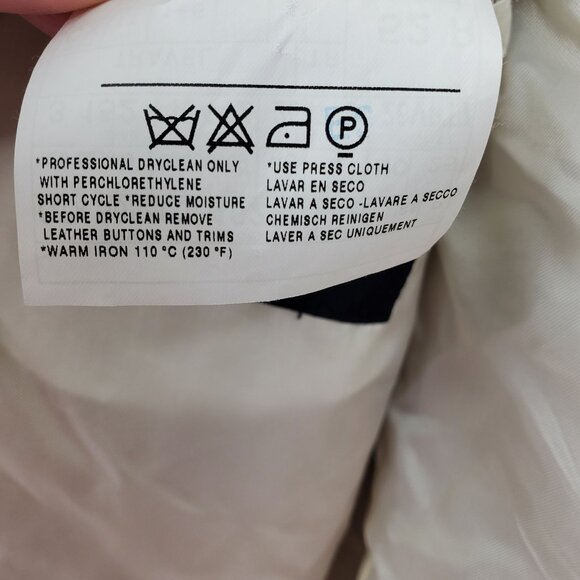 P
*PROFESSIONAL DRYCLEAN ONLY
WITH PERCHLORETHYLENE
SHORT CYCLE *REDUCE MOISTURE
*BEFORE DRYCLEAN REMOVE
LEATHER BUTTONS AND TRIMS
*WARM IRON 110 °C (230 °F)
*USE PRESS CLOTH
LAVAR EN SECO
LAVAR A SECO -LAVARE A SECCO
CHEMISCH REINIGEN
LAVER A SEC UNIQUEMENT